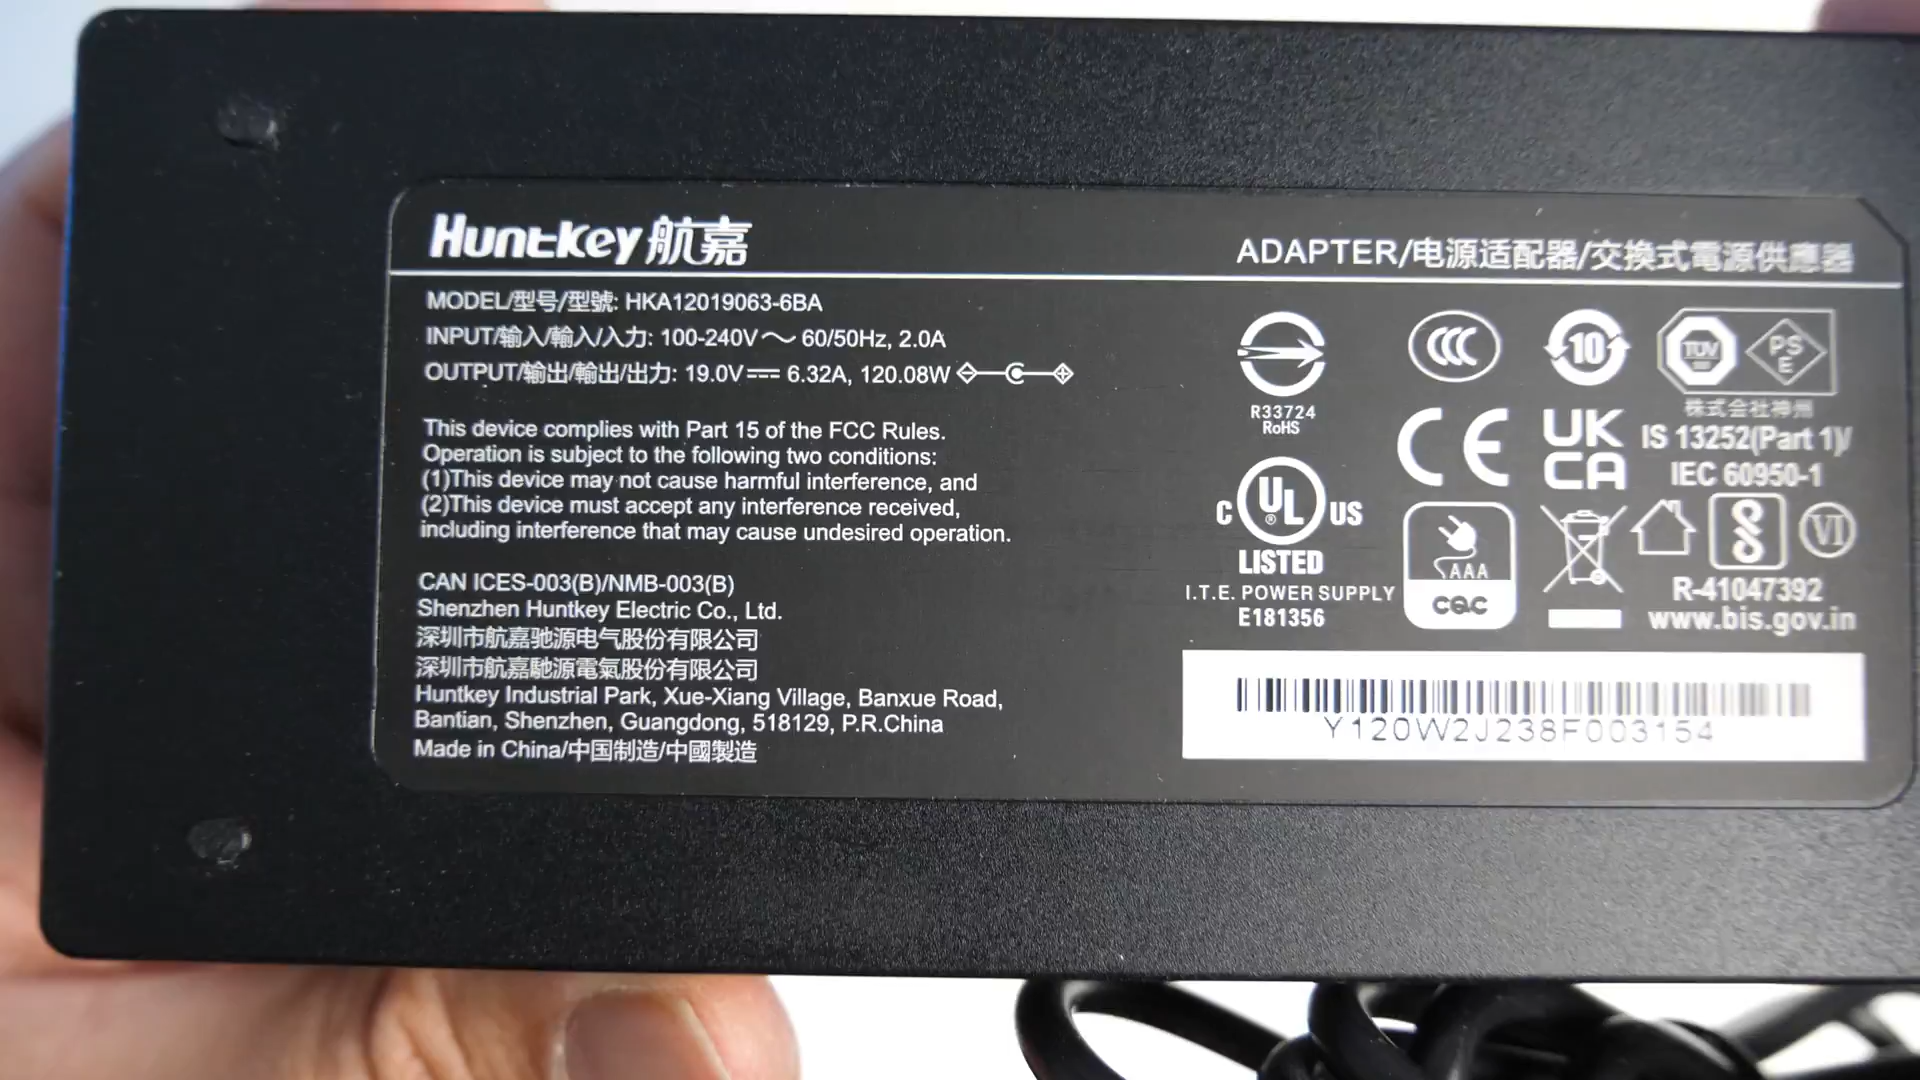 Huntkey 航嘉
ADAPTER/电源适配器/交換式電源供應器
MODEL/型号/型號: HKA12019063-6BA
INPUT/输入/輸入/入力: 100-240V～ 60/50Hz, 2.0A
OUTPUT/输出/輸出/出力: 19.0V⎓ 6.32A, 120.08W
This device complies with Part 15 of the FCC Rules.
Operation is subject to the following two conditions:
(1)This device may not cause harmful interference, and
(2)This device must accept any interference received,
including interference that may cause undesired operation.
CAN ICES-003(B)/NMB-003(B)
Shenzhen Huntkey Electric Co., Ltd.
深圳市航嘉驰源电气股份有限公司
深圳市航嘉馳源電氣股份有限公司
Huntkey Industrial Park, Xue-Xiang Village, Banxue Road,
Bantian, Shenzhen, Guangdong, 518129, P.R.China
Made in China/中国制造/中國製造
R33724
RoHS
CCC
10
TUV
PS
E
株式会社神州
CE
UK
CA
IS 13252(Part 1)/
IEC 60950-1
C UL US
®
LISTED
I.T.E. POWER SUPPLY
E181356
AAA
CQC
VI
R-41047392
www.bis.gov.in
Y120W2J238F003154